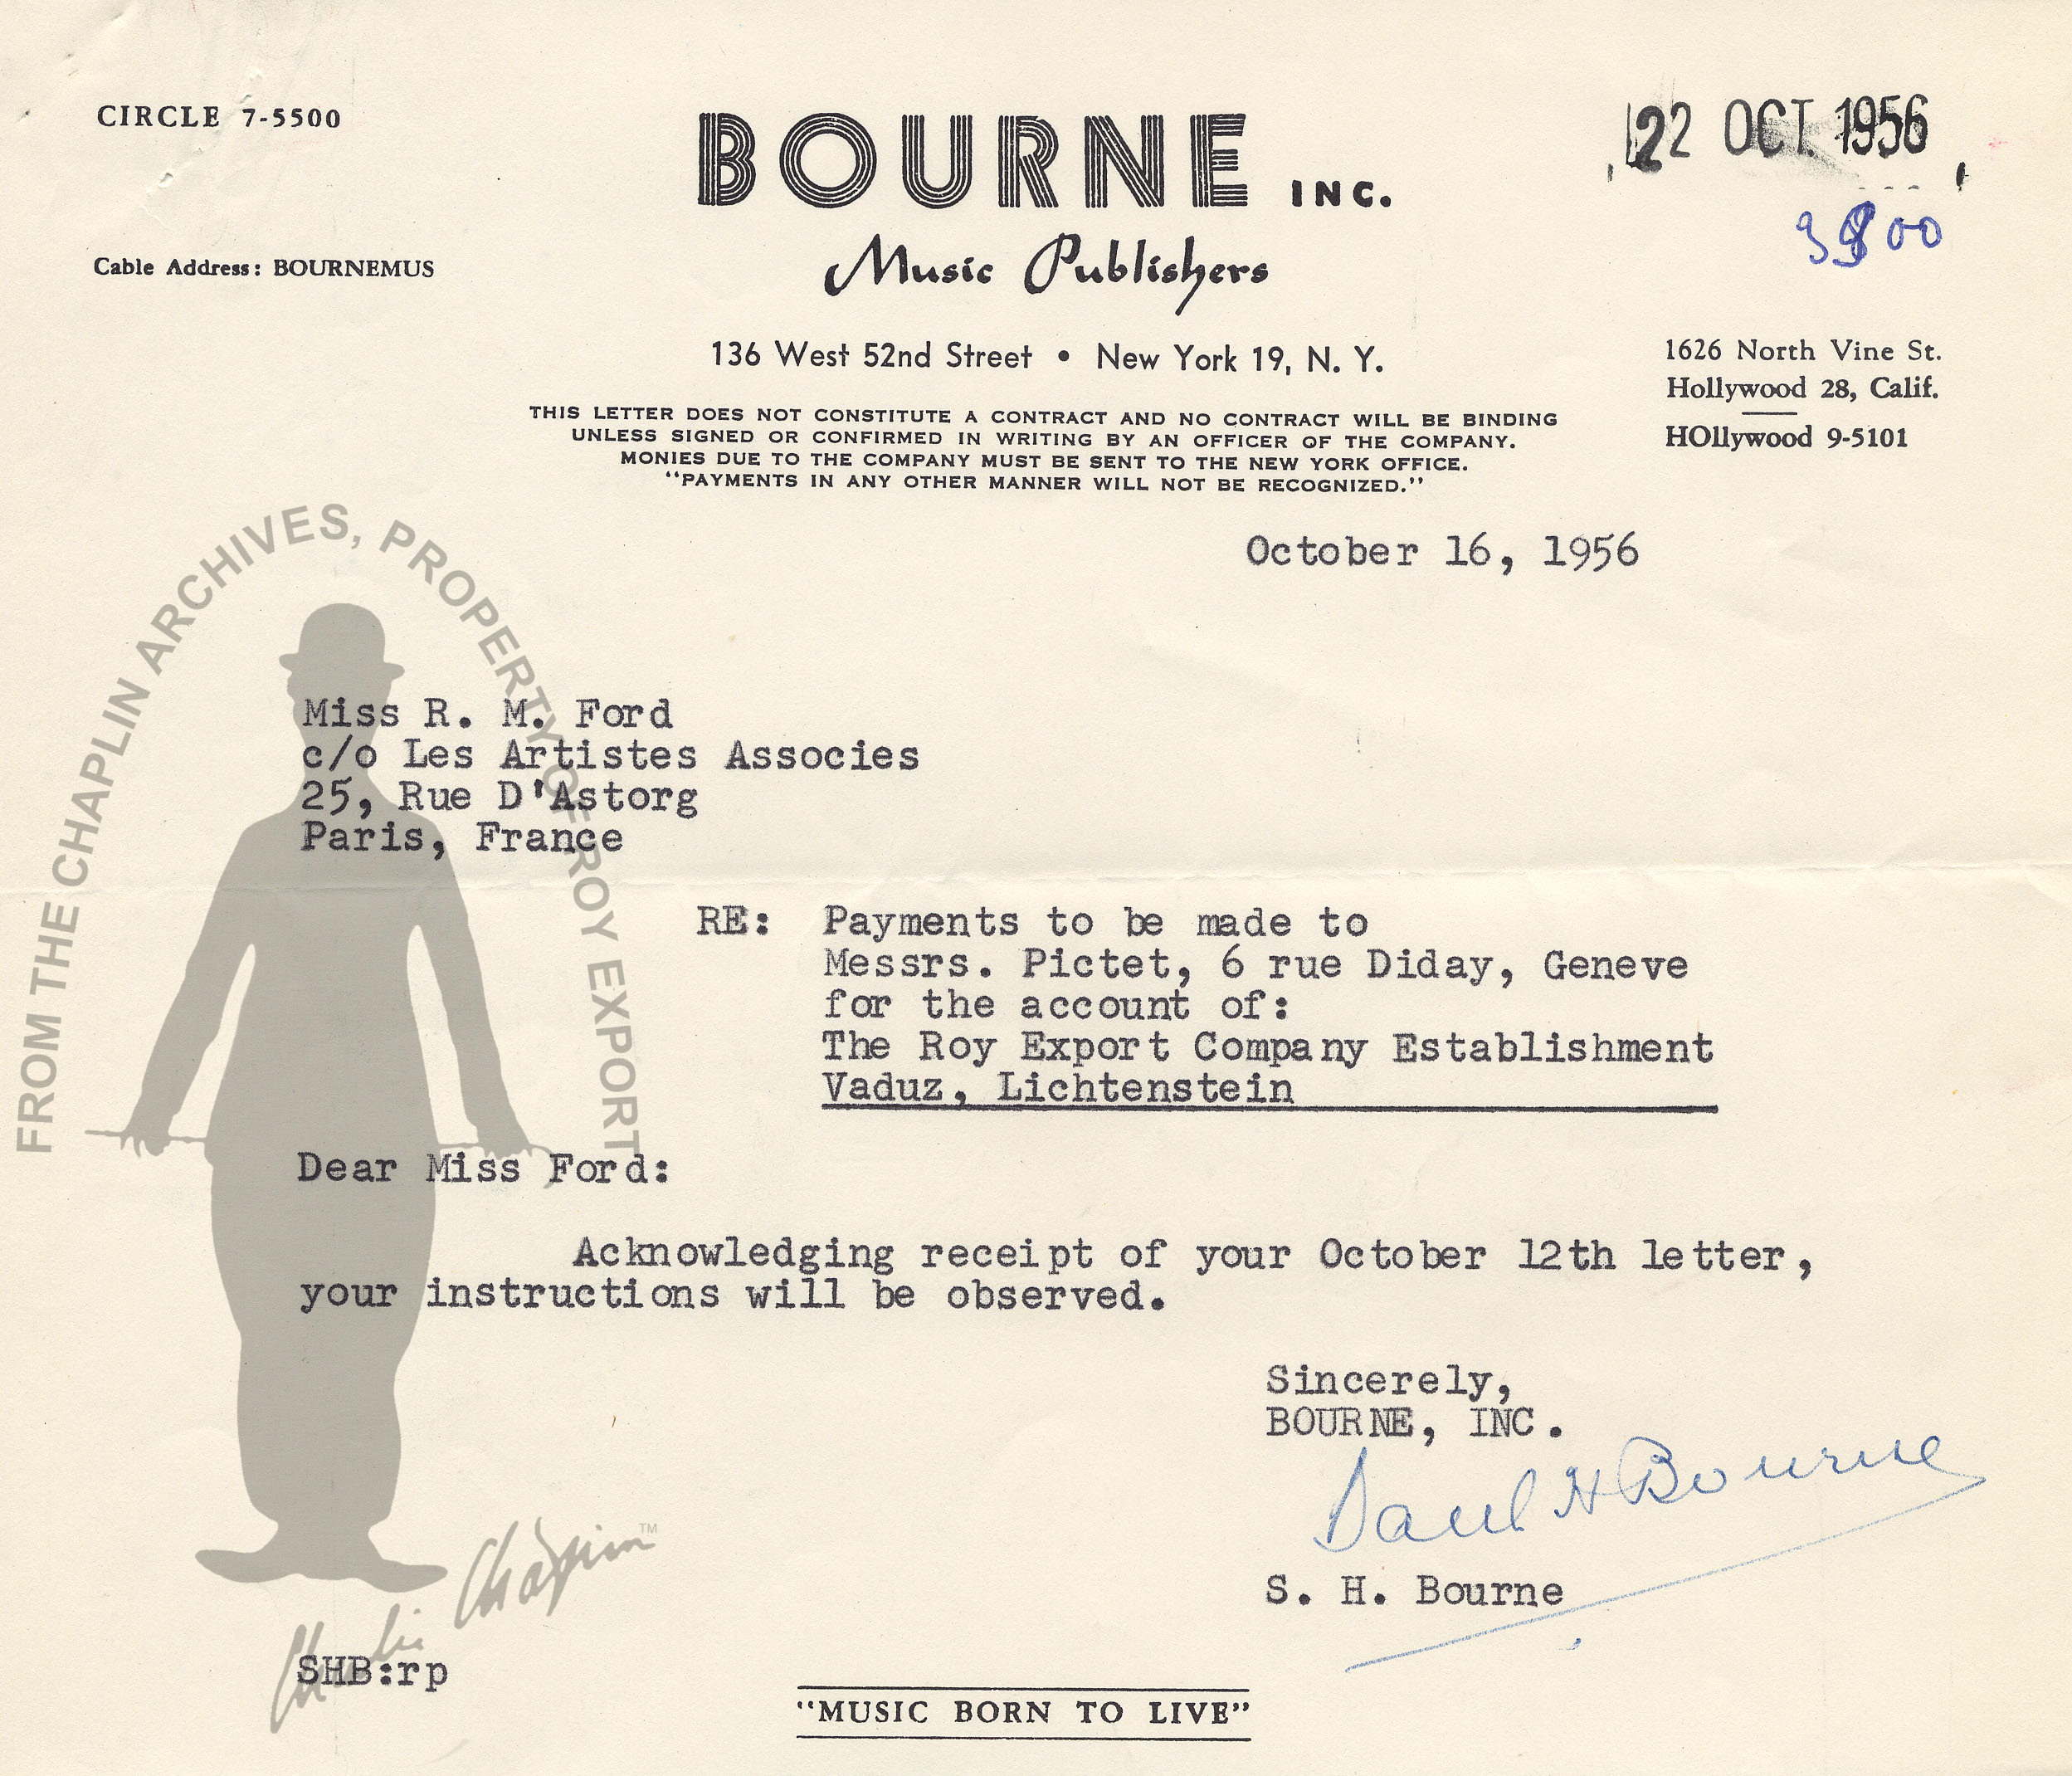 CIRCLE 7-5500
BOURNE INC.
22 OCT. 1956
Cable Address: BOURNEMUS
Music Publishers
136 West 52nd Street • New York 19, N. Y.
1626 North Vine St.
Hollywood 28, Calif.
HOllywood 9-5101
THIS LETTER DOES NOT CONSTITUTE A CONTRACT AND NO CONTRACT WILL BE BINDING
UNLESS SIGNED OR CONFIRMED IN WRITING BY AN OFFICER OF THE COMPANY.
MONIES DUE TO THE COMPANY MUST BE SENT TO THE NEW YORK OFFICE.
"PAYMENTS IN ANY OTHER MANNER WILL NOT BE RECOGNIZED."
FROM THE CHAPLIN ARCHIVES, PROPERTY OF ROY EXPORT
October 16, 1956
Miss R. M. Ford
c/o Les Artistes Associes
25, Rue D'Astorg
Paris, France
RE: Payments to be made to
Messrs. Pictet, 6 rue Diday, Geneve
for the account of:
The Roy Export Company Establishment
Vaduz, Lichtenstein
Dear Miss Ford:
Acknowledging receipt of your October 12th letter,
your instructions will be observed.
Sincerely,
BOURNE, INC.
Saul H Bourne
S. H. Bourne
Charlie Chaplin™
SHB:rp
"MUSIC BORN TO LIVE"